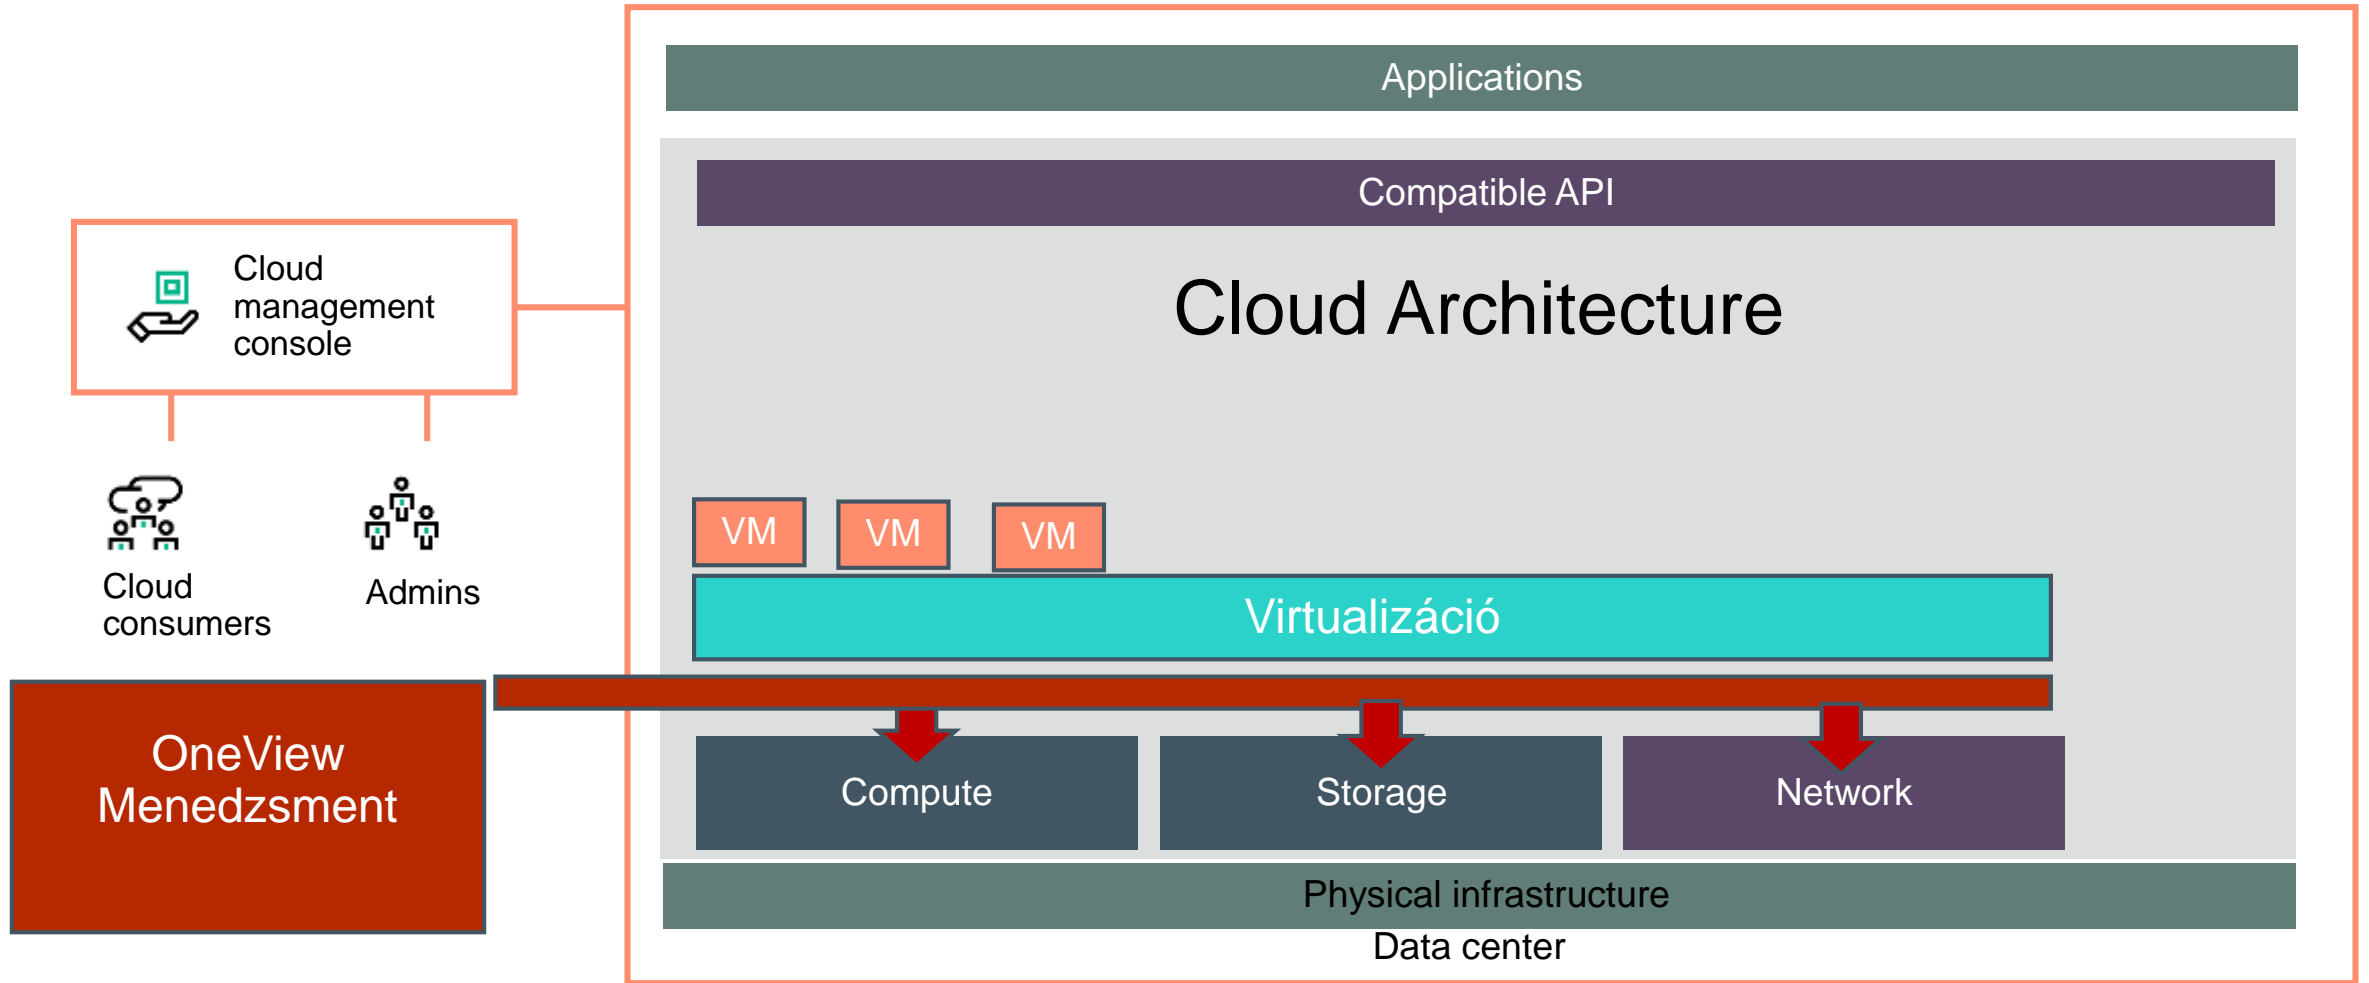 Applications
Compatible API
Cloud
management
console
Cloud Architecture
VM
VM
VM
Cloud
consumers
Admins
Virtualizáció
OneView
Menedzsment
Compute
Storage
Network
Physical infrastructure
Data center